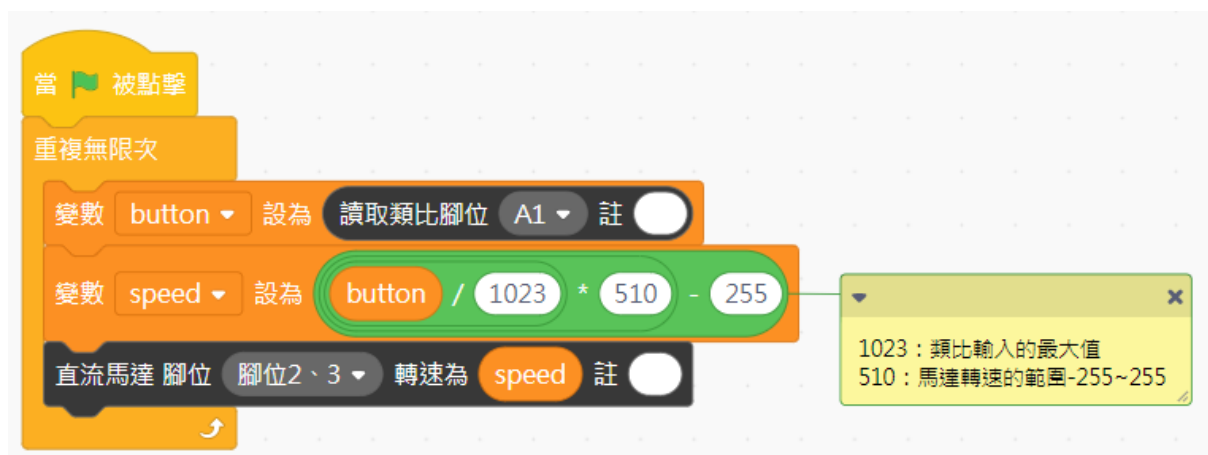 當 被點擊
重複無限次
變數 button 設為 讀取類比腳位 A1 註
變數 speed 設為 button / 1023 * 510 - 255
1023：類比輸入的最大值
510：馬達轉速的範圍-255~255
直流馬達 腳位 腳位2、3 轉速為 speed 註